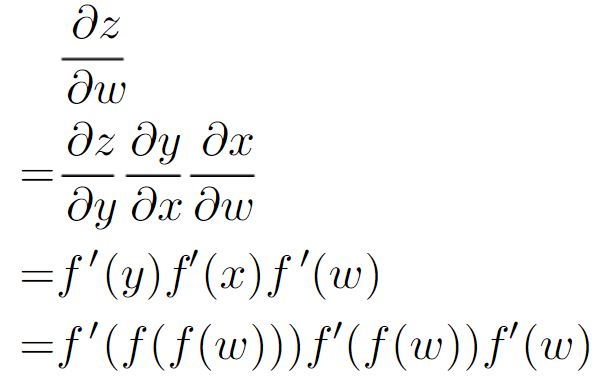 ∂z/∂w
=∂z/∂y ∂y/∂x ∂x/∂w
=f′(y)f′(x)f′(w)
=f′(f(f(w)))f′(f(w))f′(w)